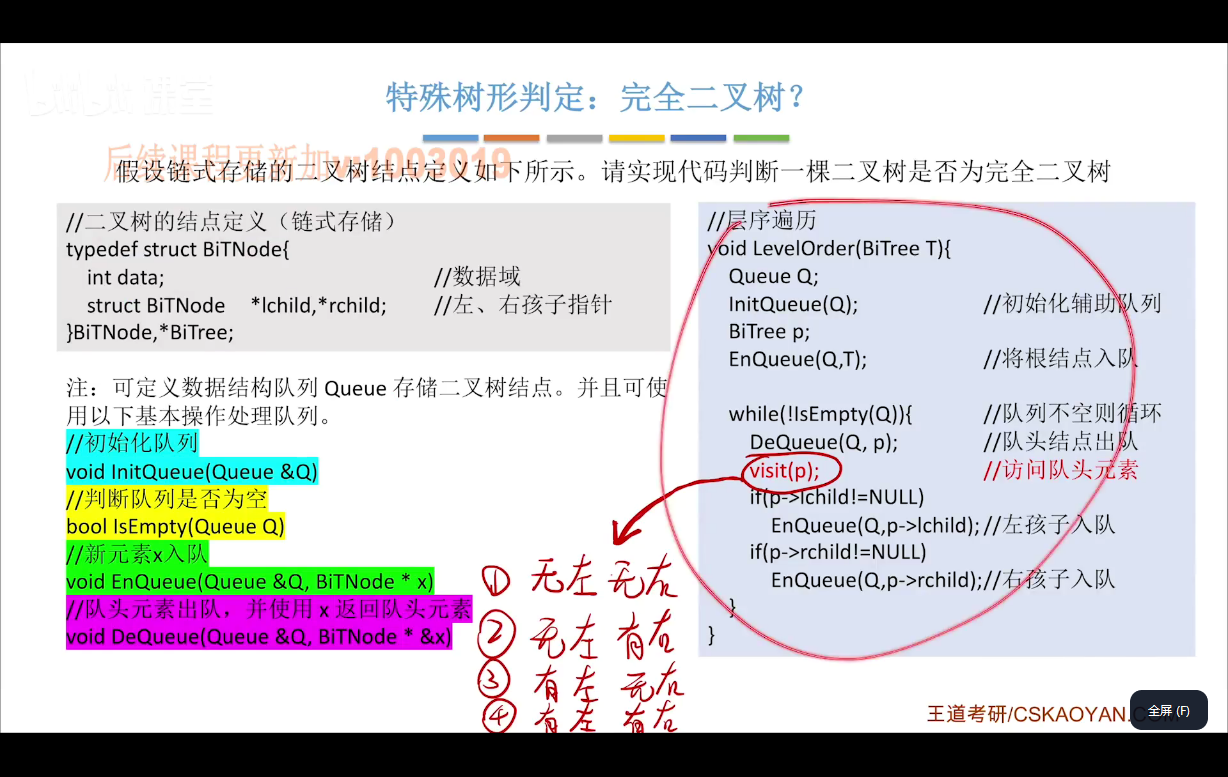 特殊树形判定：完全二叉树？
后续课程更新加w1003019
假设链式存储的二叉树结点定义如下所示。请实现代码判断一棵二叉树是否为完全二叉树
//二叉树的结点定义（链式存储）
typedef struct BiTNode{
int data; //数据域
struct BiTNode *lchild,*rchild; //左、右孩子指针
}BiTNode,*BiTree;
注：可定义数据结构队列 Queue 存储二叉树结点。并且可使
用以下基本操作处理队列。
//初始化队列
void InitQueue(Queue &Q)
//判断队列是否为空
bool IsEmpty(Queue Q)
//新元素x入队
void EnQueue(Queue &Q, BiTNode * x)
//队头元素出队，并使用 x 返回队头元素
void DeQueue(Queue &Q, BiTNode * &x)
//层序遍历
void LevelOrder(BiTree T){
Queue Q;
InitQueue(Q); //初始化辅助队列
BiTree p;
EnQueue(Q,T); //将根结点入队
while(!IsEmpty(Q)){ //队列不空则循环
DeQueue(Q, p); //队头结点出队
visit(p); //访问队头元素
if(p->lchild!=NULL)
EnQueue(Q,p->lchild);//左孩子入队
if(p->rchild!=NULL)
EnQueue(Q,p->rchild);//右孩子入队
}
}
① 无左 无右
② 无左 有右
③ 有左 无右
④ 有左 有右
王道考研/CSKAOYAN.
全屏 (F)